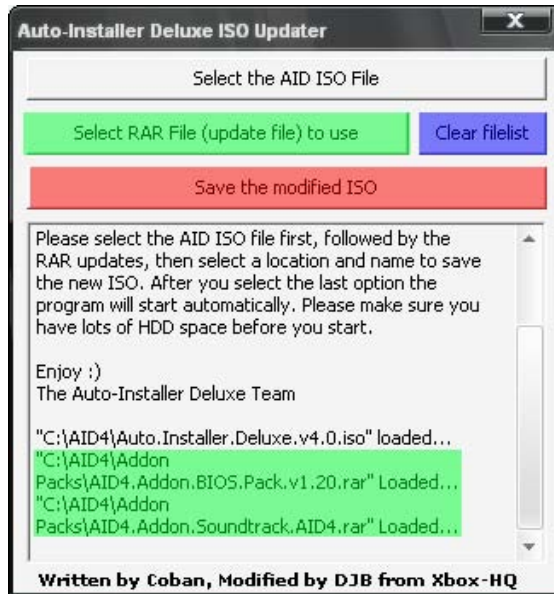 Auto-Installer Deluxe ISO Updater
X
Select the AID ISO File
Select RAR File (update file) to use
Clear filelist
Save the modified ISO
Please select the AID ISO file first, followed by the
RAR updates, then select a location and name to save
the new ISO. After you select the last option the
program will start automatically. Please make sure you
have lots of HDD space before you start.
Enjoy :)
The Auto-Installer Deluxe Team
"C:\AID4\Auto.Installer.Deluxe.v4.0.iso" loaded...
"C:\AID4\Addon
Packs\AID4.Addon.BIOS.Pack.v1.20.rar" Loaded...
"C:\AID4\Addon
Packs\AID4.Addon.Soundtrack.AID4.rar" Loaded...
Written by Coban, Modified by DJB from Xbox-HQ